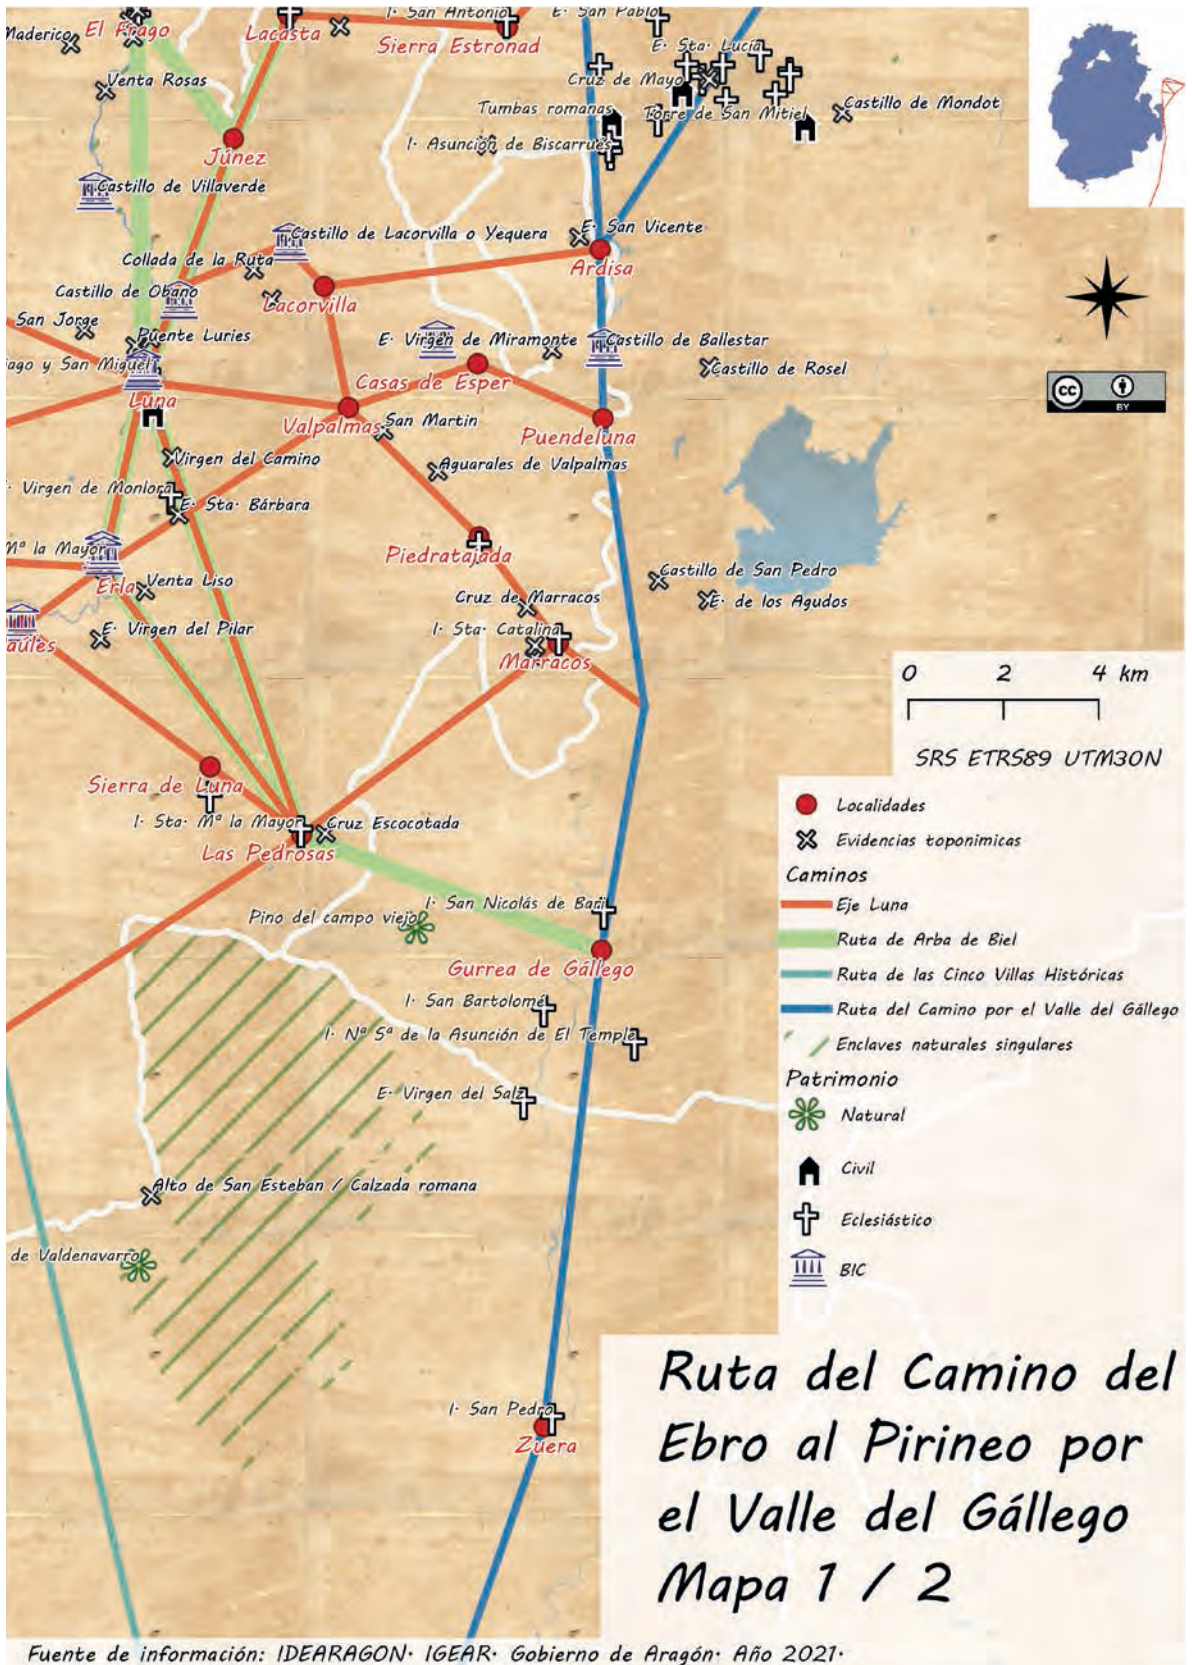 I. San Antonio
E. San Pablo
Maderico
El Frago
Lacasta
Sierra Estronad
E. Sta. Lucía
Venta Rosas
Cruz de Mayo
Tumbas romanas
Torre de San Mitiel
Castillo de Mondot
I. Asunción de Biscarrués
Júnez
Castillo de Villaverde
Castillo de Lacorvilla o Yequera
E. San Vicente
Collada de la Ruta
Ardisa
Castillo de Obano
Lacorvilla
San Jorge
Puente Luries
E. Virgen de Miramonte
Castillo de Ballestar
ago y San Miguel
Castillo de Rosel
Casas de Esper
Luna
Valpalmas
San Martin
Puendeluna
Virgen del Camino
Aguarales de Valpalmas
E. Virgen de Monlora
E. Sta. Bárbara
Mª la Mayor
Piedratajada
Erla
Venta Liso
Castillo de San Pedro
Cruz de Marracos
E. de los Agudos
aúles
E. Virgen del Pilar
I. Sta. Catalina
Marracos
0 2 4 km
SRS ETRS89 UTM30N
Sierra de Luna
I. Sta. Mª la Mayor
Cruz Escocotada
Las Pedrosas
Localidades
Evidencias toponimicas
Caminos
Eje Luna
Ruta de Arba de Biel
Ruta de las Cinco Villas Históricas
Ruta del Camino por el Valle del Gállego
Enclaves naturales singulares
Patrimonio
Natural
Civil
Eclesiástico
BIC
I. San Nicolás de Bari
Pino del campo viejo
Gurrea de Gállego
I. San Bartolomé
I. Nª Sª de la Asunción de El Temple
E. Virgen del Salz
Alto de San Esteban / Calzada romana
de Valdenavarro
I. San Pedro
Zuera
cc BY
Ruta del Camino del
Ebro al Pirineo por
el Valle del Gállego
Mapa 1 / 2
Fuente de información: IDEARAGON. IGEAR. Gobierno de Aragón. Año 2021.